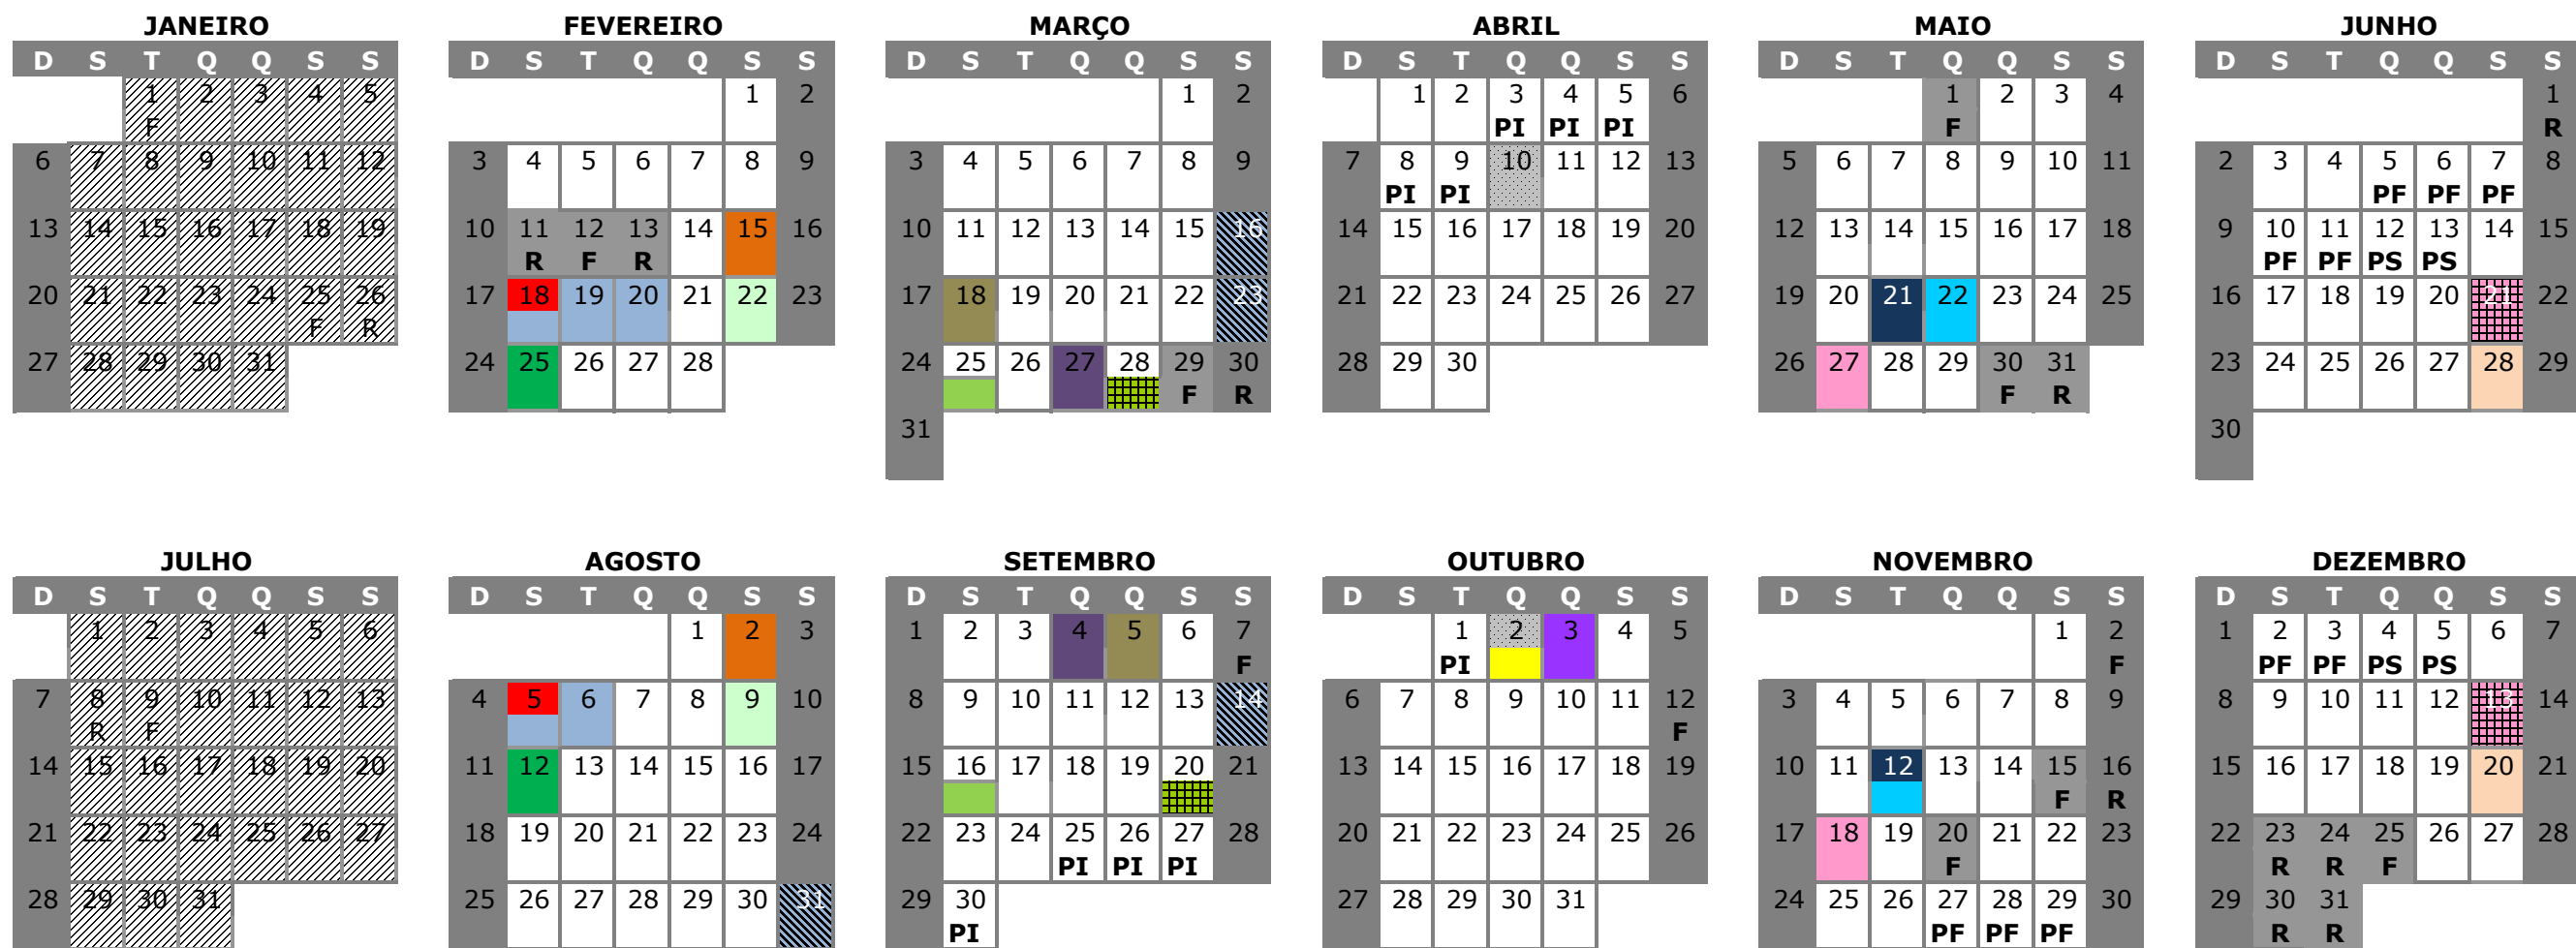 JANEIRO FEVEREIRO MARÇO ABRIL MAIO JUNHO
D S T Q Q S S D S T Q Q S S D S T Q Q S S D S T Q Q S S D S T Q Q S S D S T Q Q S S
1 2 3 4 5 1 2 1 2 1 2 3 4 5 6 1 2 3 4 1
F PI PI PI F R
6 7 8 9 10 11 12 3 4 5 6 7 8 9 3 4 5 6 7 8 9 7 8 9 10 11 12 13 5 6 7 8 9 10 11 2 3 4 5 6 7 8
PI PI PF PF PF
13 14 15 16 17 18 19 10 11 12 13 14 15 16 10 11 12 13 14 15 16 14 15 16 17 18 19 20 12 13 14 15 16 17 18 9 10 11 12 13 14 15
R F R PF PF PS PS
20 21 22 23 24 25 26 17 18 19 20 21 22 23 17 18 19 20 21 22 23 21 22 23 24 25 26 27 19 20 21 22 23 24 25 16 17 18 19 20 21 22
F R
27 28 29 30 31 24 25 26 27 28 24 25 26 27 28 29 30 28 29 30 26 27 28 29 30 31 23 24 25 26 27 28 29
F R F R
31 30
JULHO AGOSTO SETEMBRO OUTUBRO NOVEMBRO DEZEMBRO
D S T Q Q S S D S T Q Q S S D S T Q Q S S D S T Q Q S S D S T Q Q S S D S T Q Q S S
1 2 3 4 5 6 1 2 3 1 2 3 4 5 6 7 1 2 3 4 5 1 2 1 2 3 4 5 6 7
F PI F PF PF PS PS
7 8 9 10 11 12 13 4 5 6 7 8 9 10 8 9 10 11 12 13 14 6 7 8 9 10 11 12 3 4 5 6 7 8 9 8 9 10 11 12 13 14
R F F
14 15 16 17 18 19 20 11 12 13 14 15 16 17 15 16 17 18 19 20 21 13 14 15 16 17 18 19 10 11 12 13 14 15 16 15 16 17 18 19 20 21
F R
21 22 23 24 25 26 27 18 19 20 21 22 23 24 22 23 24 25 26 27 28 20 21 22 23 24 25 26 17 18 19 20 21 22 23 22 23 24 25 26 27 28
PI PI PI F R R F
28 29 30 31 25 26 27 28 29 30 31 29 30 27 28 29 30 31 24 25 26 27 28 29 30 29 30 31
PI PF PF PF R R